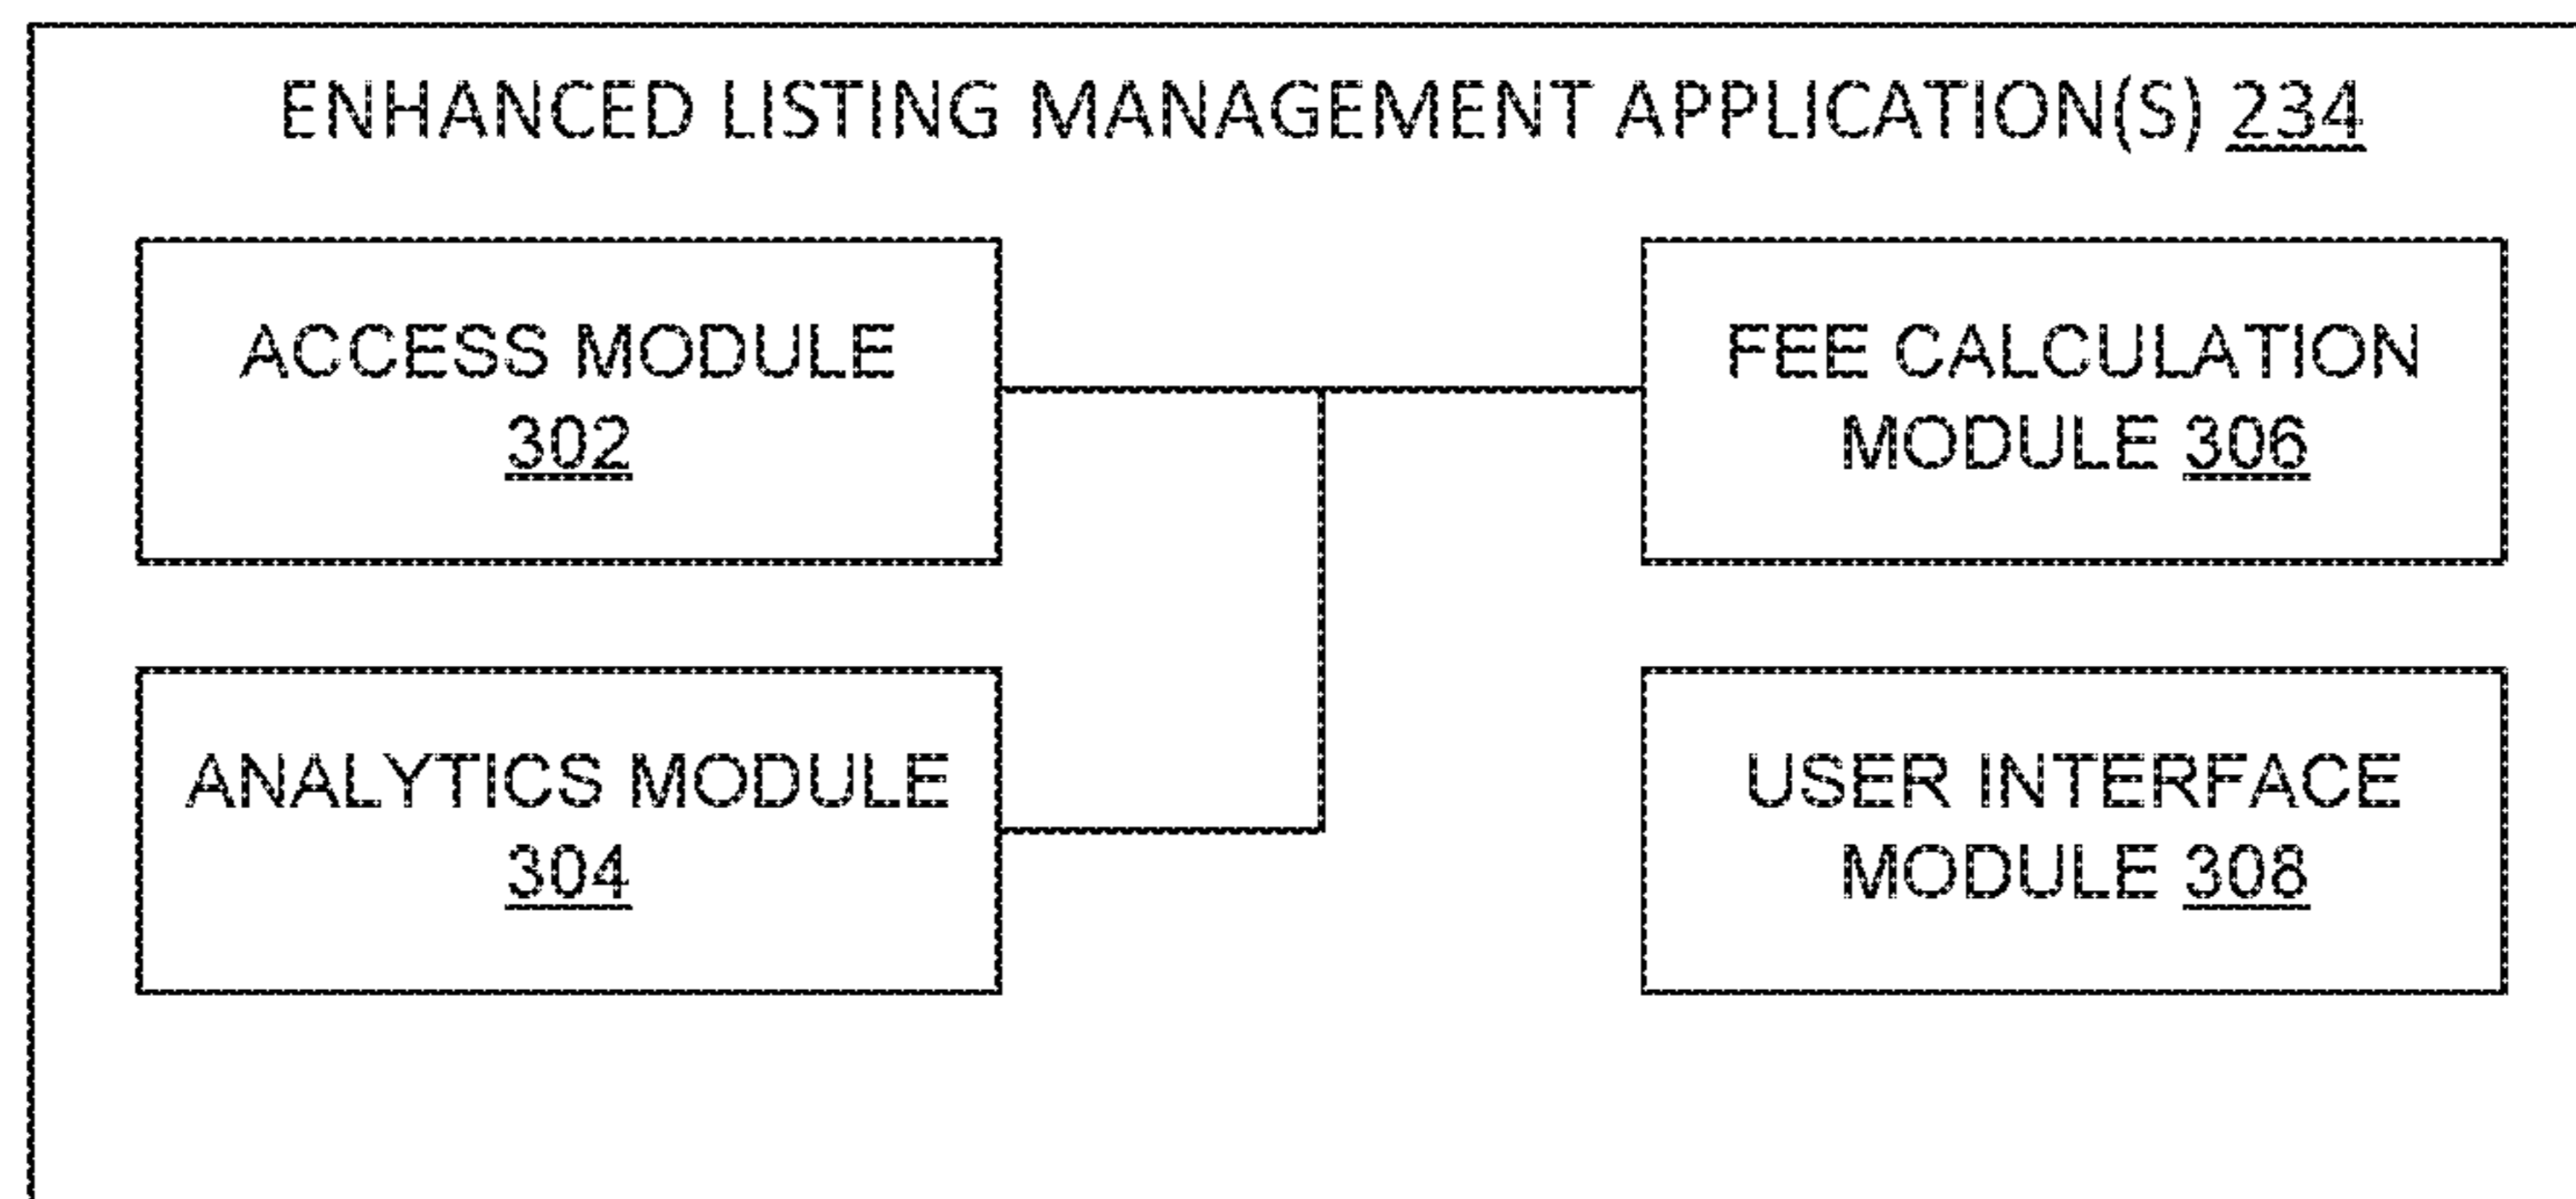 ENHANCED LISTING MANAGEMENT APPLICATION(S) 234
ACCESS MODULE
302
FEE CALCULATION
MODULE 306
ANALYTICS MODULE
304
USER INTERFACE
MODULE 308